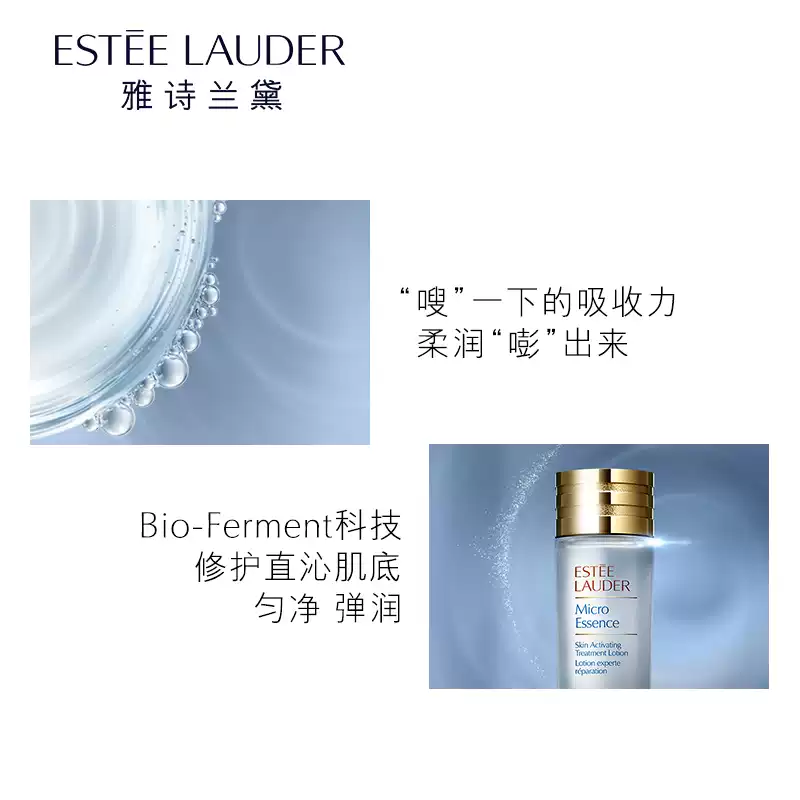 ESTĒE LAUDER
雅诗兰黛
“嗖”一下的吸收力
柔润“嘭”出来
Bio-Ferment科技
修护直沁肌底
匀净 弹润
ESTĒE
LAUDER
Micro
Essence
Skin Activating
Treatment Lotion
Lotion experte
réparation